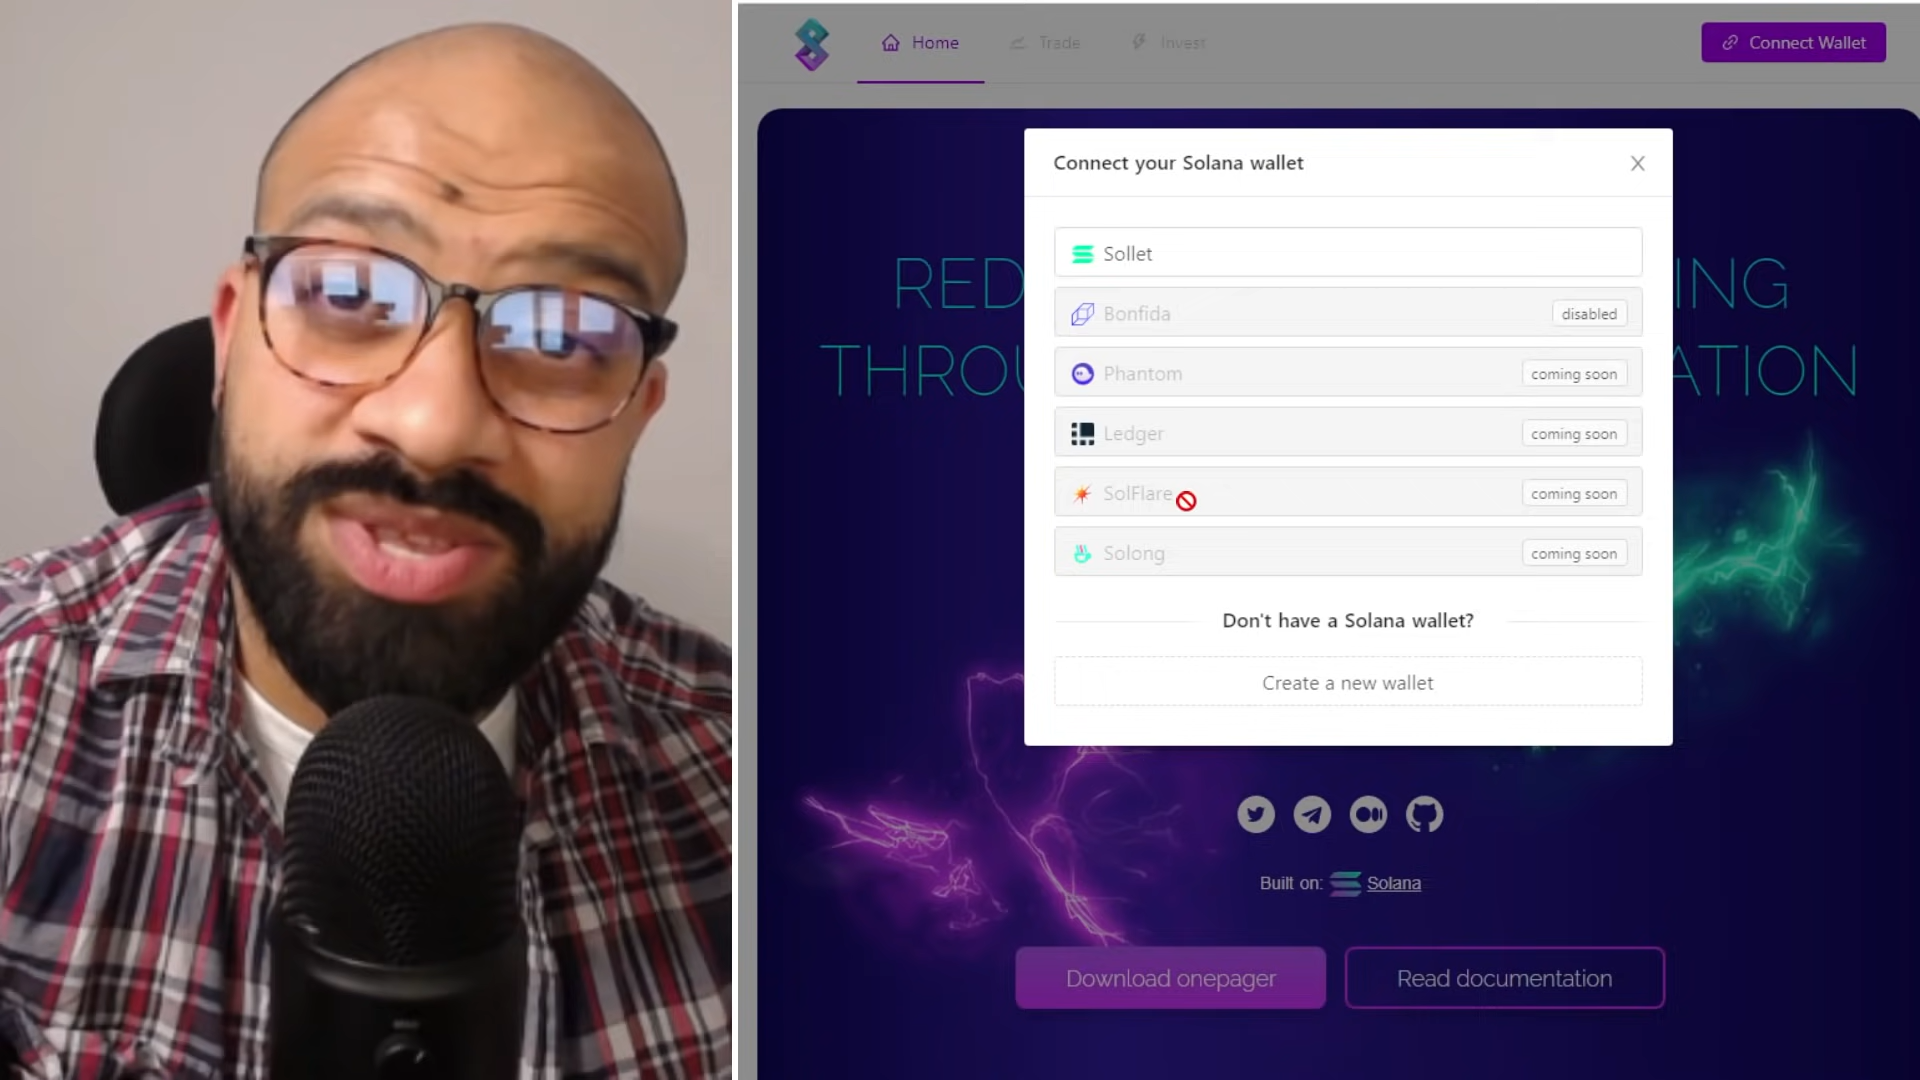 Home
Trade
Invest
Connect Wallet
Connect your Solana wallet
Sollet
Bonfida
disabled
Phantom
coming soon
Ledger
coming soon
SolFlare
coming soon
Solong
coming soon
Don't have a Solana wallet?
Create a new wallet
RED
ING
THROU
ATION
Built on: Solana
Download onepager
Read documentation